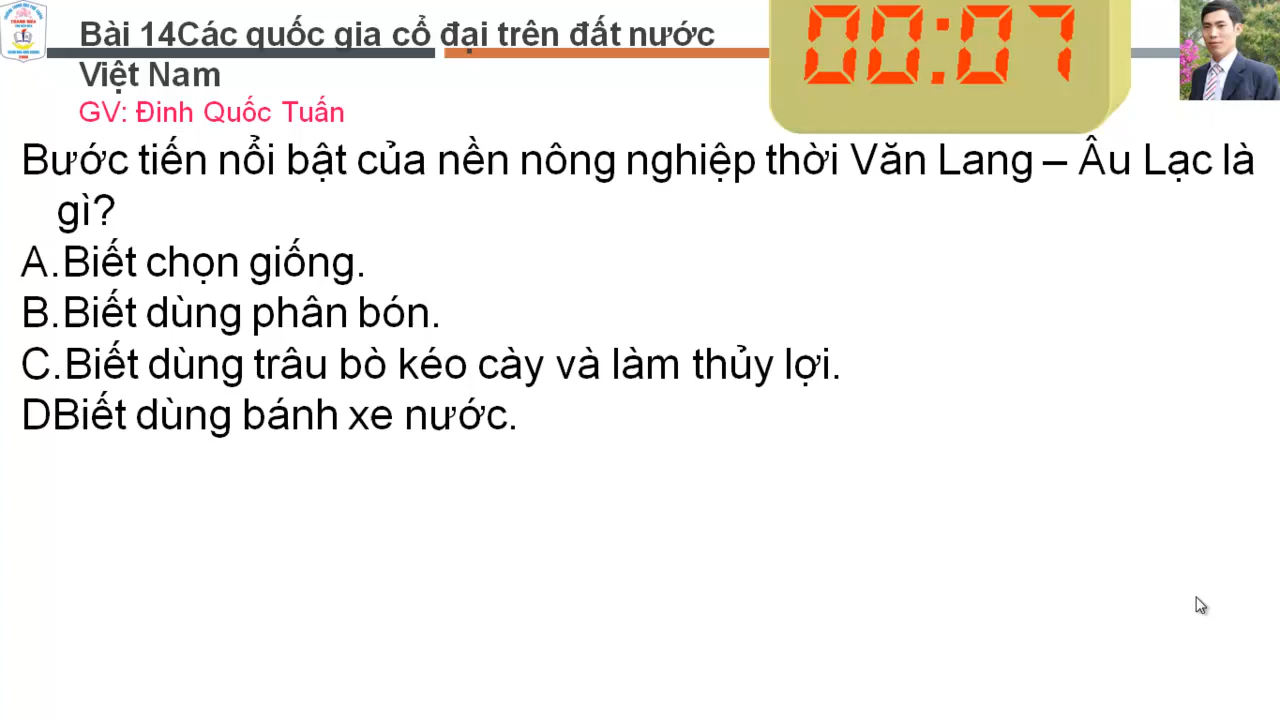 Bài 14Các quốc gia cổ đại trên đất nước
Việt Nam
GV: Đinh Quốc Tuấn
00:07
Bước tiến nổi bật của nền nông nghiệp thời Văn Lang – Âu Lạc là
gì?
A.Biết chọn giống.
B.Biết dùng phân bón.
C.Biết dùng trâu bò kéo cày và làm thủy lợi.
DBiết dùng bánh xe nước.